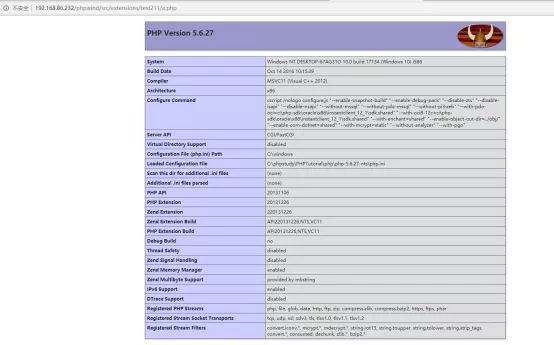 不安全 | 192.168.86.232/phpwind/src/extensions/test211/a.php
PHP Version 5.6.27
System Windows NT DESKTOP-67AG31O 10.0 build 17134 (Windows 10) i586
Build Date Oct 14 2016 10:15:39
Compiler MSVC11 (Visual C++ 2012)
Architecture x86
Configure Command cscript /nologo configure.js "--enable-snapshot-build" "--enable-debug-pack" "--disable-zts" "--disable-
isapi" "--disable-nsapi" "--without-mssql" "--without-pdo-mssql" "--without-pi3web" "--with-pdo-
oci=c:\php-sdk\oracle\x86\instantclient_12_1\sdk,shared" "--with-oci8-12c=c:\php-
sdk\oracle\x86\instantclient_12_1\sdk,shared" "--with-enchant=shared" "--enable-object-out-dir=../obj/"
"--enable-com-dotnet=shared" "--with-mcrypt=static" "--without-analyzer" "--with-pgo"
Server API CGI/FastCGI
Virtual Directory Support disabled
Configuration File (php.ini) Path C:\windows
Loaded Configuration File C:\phpstudy\PHPTutorial\php\php-5.6.27-nts\php.ini
Scan this dir for additional .ini files (none)
Additional .ini files parsed (none)
PHP API 20131106
PHP Extension 20131226
Zend Extension 220131226
Zend Extension Build API220131226,NTS,VC11
PHP Extension Build API20131226,NTS,VC11
Debug Build no
Thread Safety disabled
Zend Signal Handling disabled
Zend Memory Manager enabled
Zend Multibyte Support provided by mbstring
IPv6 Support enabled
DTrace Support disabled
Registered PHP Streams php, file, glob, data, http, ftp, zip, compress.zlib, compress.bzip2, https, ftps, phar
Registered Stream Socket Transports tcp, udp, ssl, sslv3, tls, tlsv1.0, tlsv1.1, tlsv1.2
Registered Stream Filters convert.iconv.*, mcrypt.*, mdecrypt.*, string.rot13, string.toupper, string.tolower, string.strip_tags,
convert.*, consumed, dechunk, zlib.*, bzip2.*